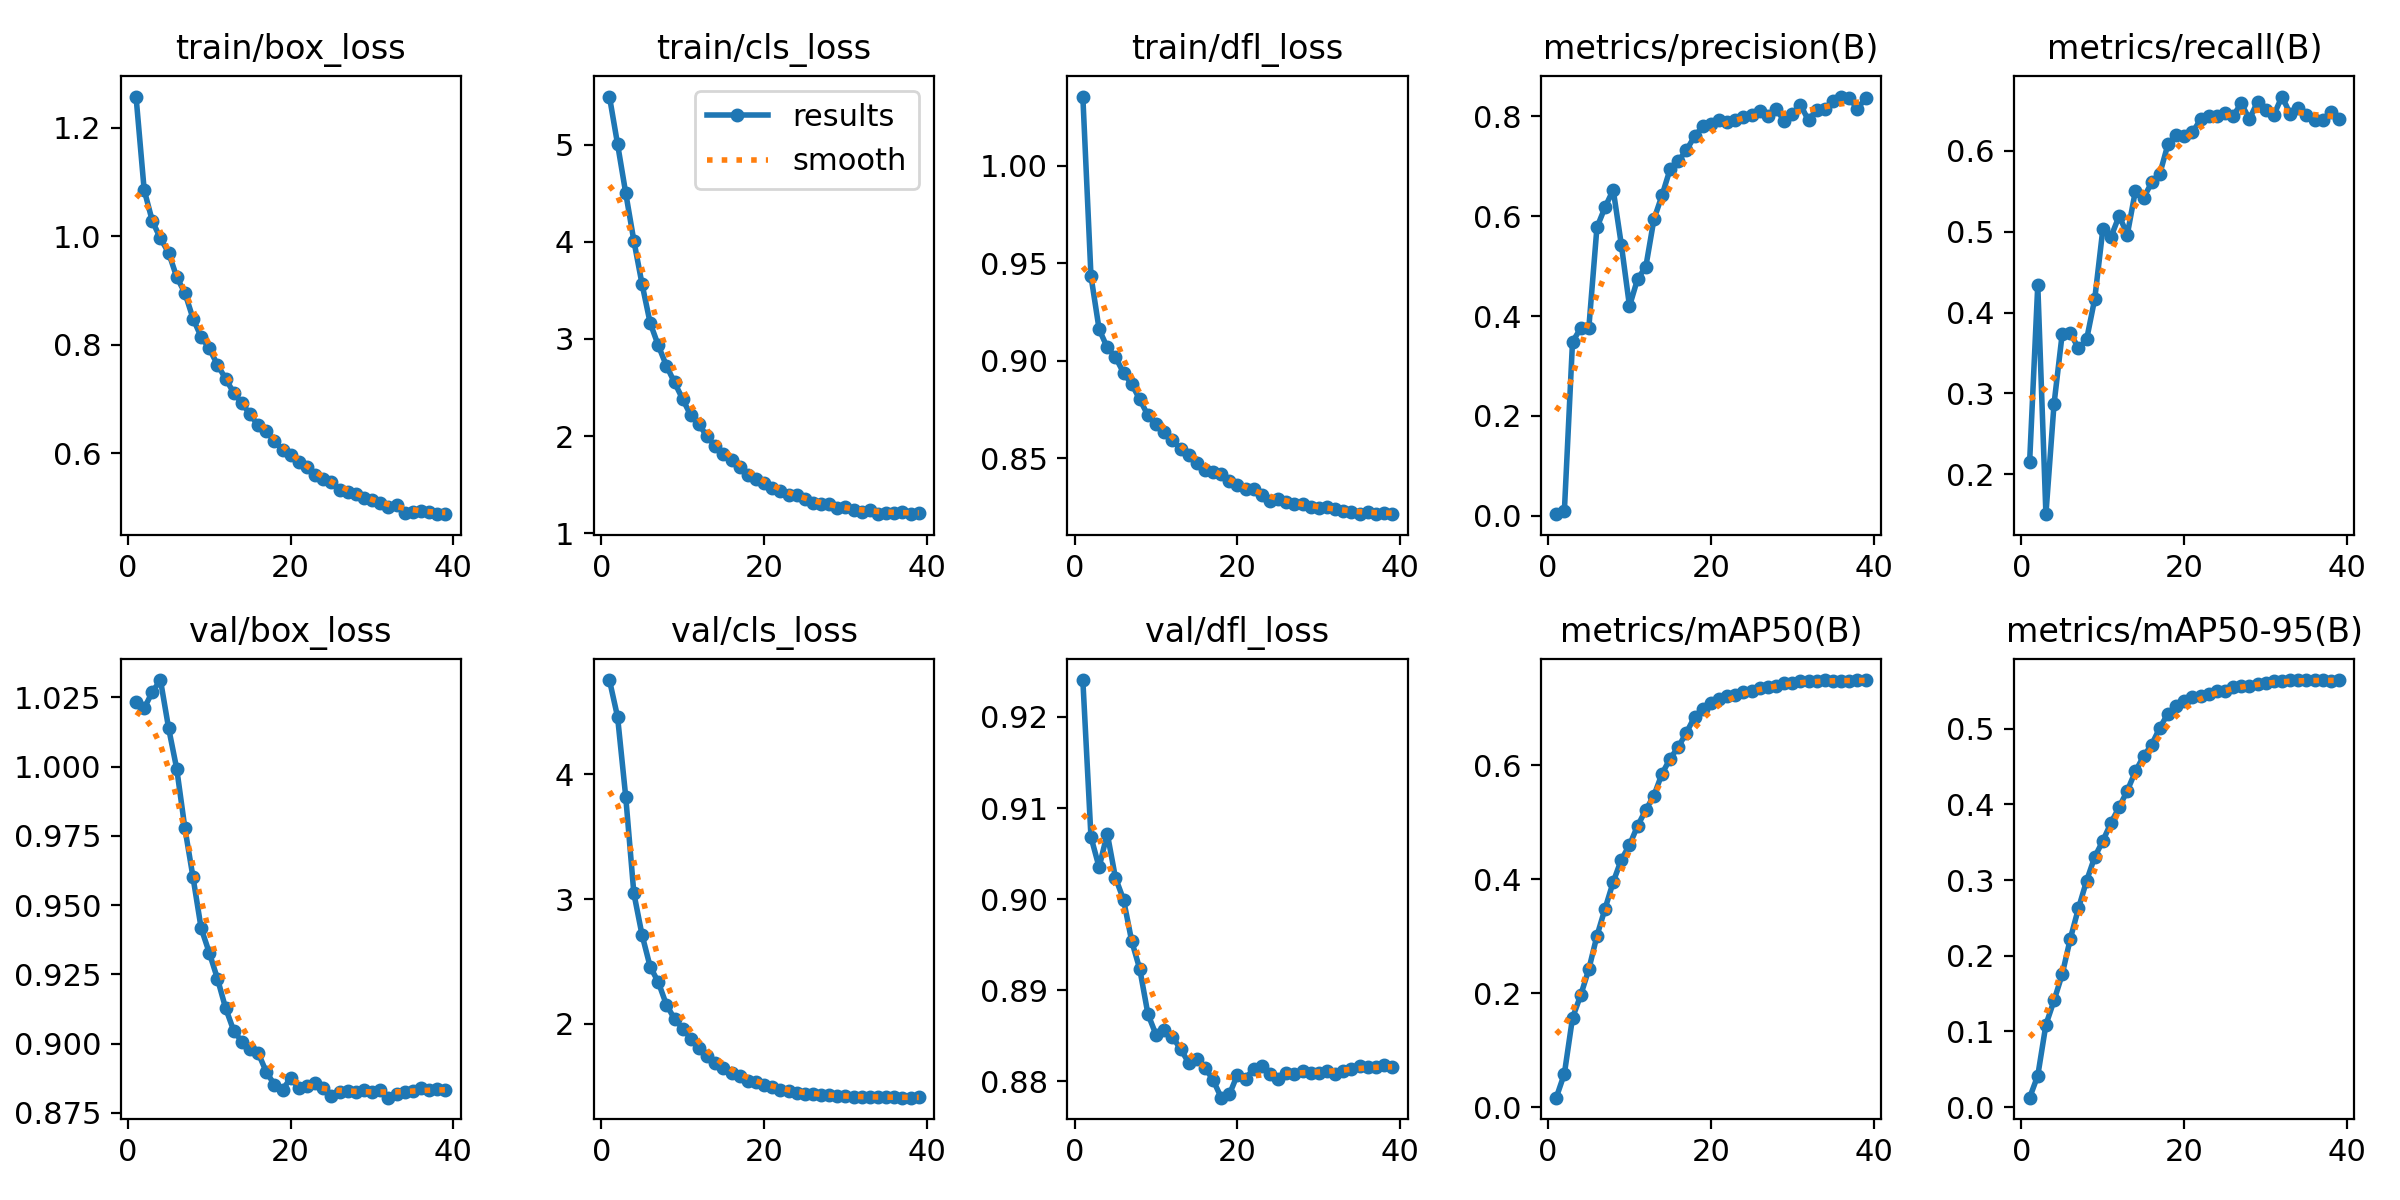 train/box_loss
1.2
1.0
0.8
0.6
0 20 40
train/cls_loss
results
smooth
5
4
3
2
1
0 20 40
train/dfl_loss
1.00
0.95
0.90
0.85
0 20 40
metrics/precision(B)
0.8
0.6
0.4
0.2
0.0
0 20 40
metrics/recall(B)
0.6
0.5
0.4
0.3
0.2
0 20 40
val/box_loss
1.025
1.000
0.975
0.950
0.925
0.900
0.875
0 20 40
val/cls_loss
4
3
2
0 20 40
val/dfl_loss
0.92
0.91
0.90
0.89
0.88
0 20 40
metrics/mAP50(B)
0.6
0.4
0.2
0.0
0 20 40
metrics/mAP50-95(B)
0.5
0.4
0.3
0.2
0.1
0.0
0 20 40